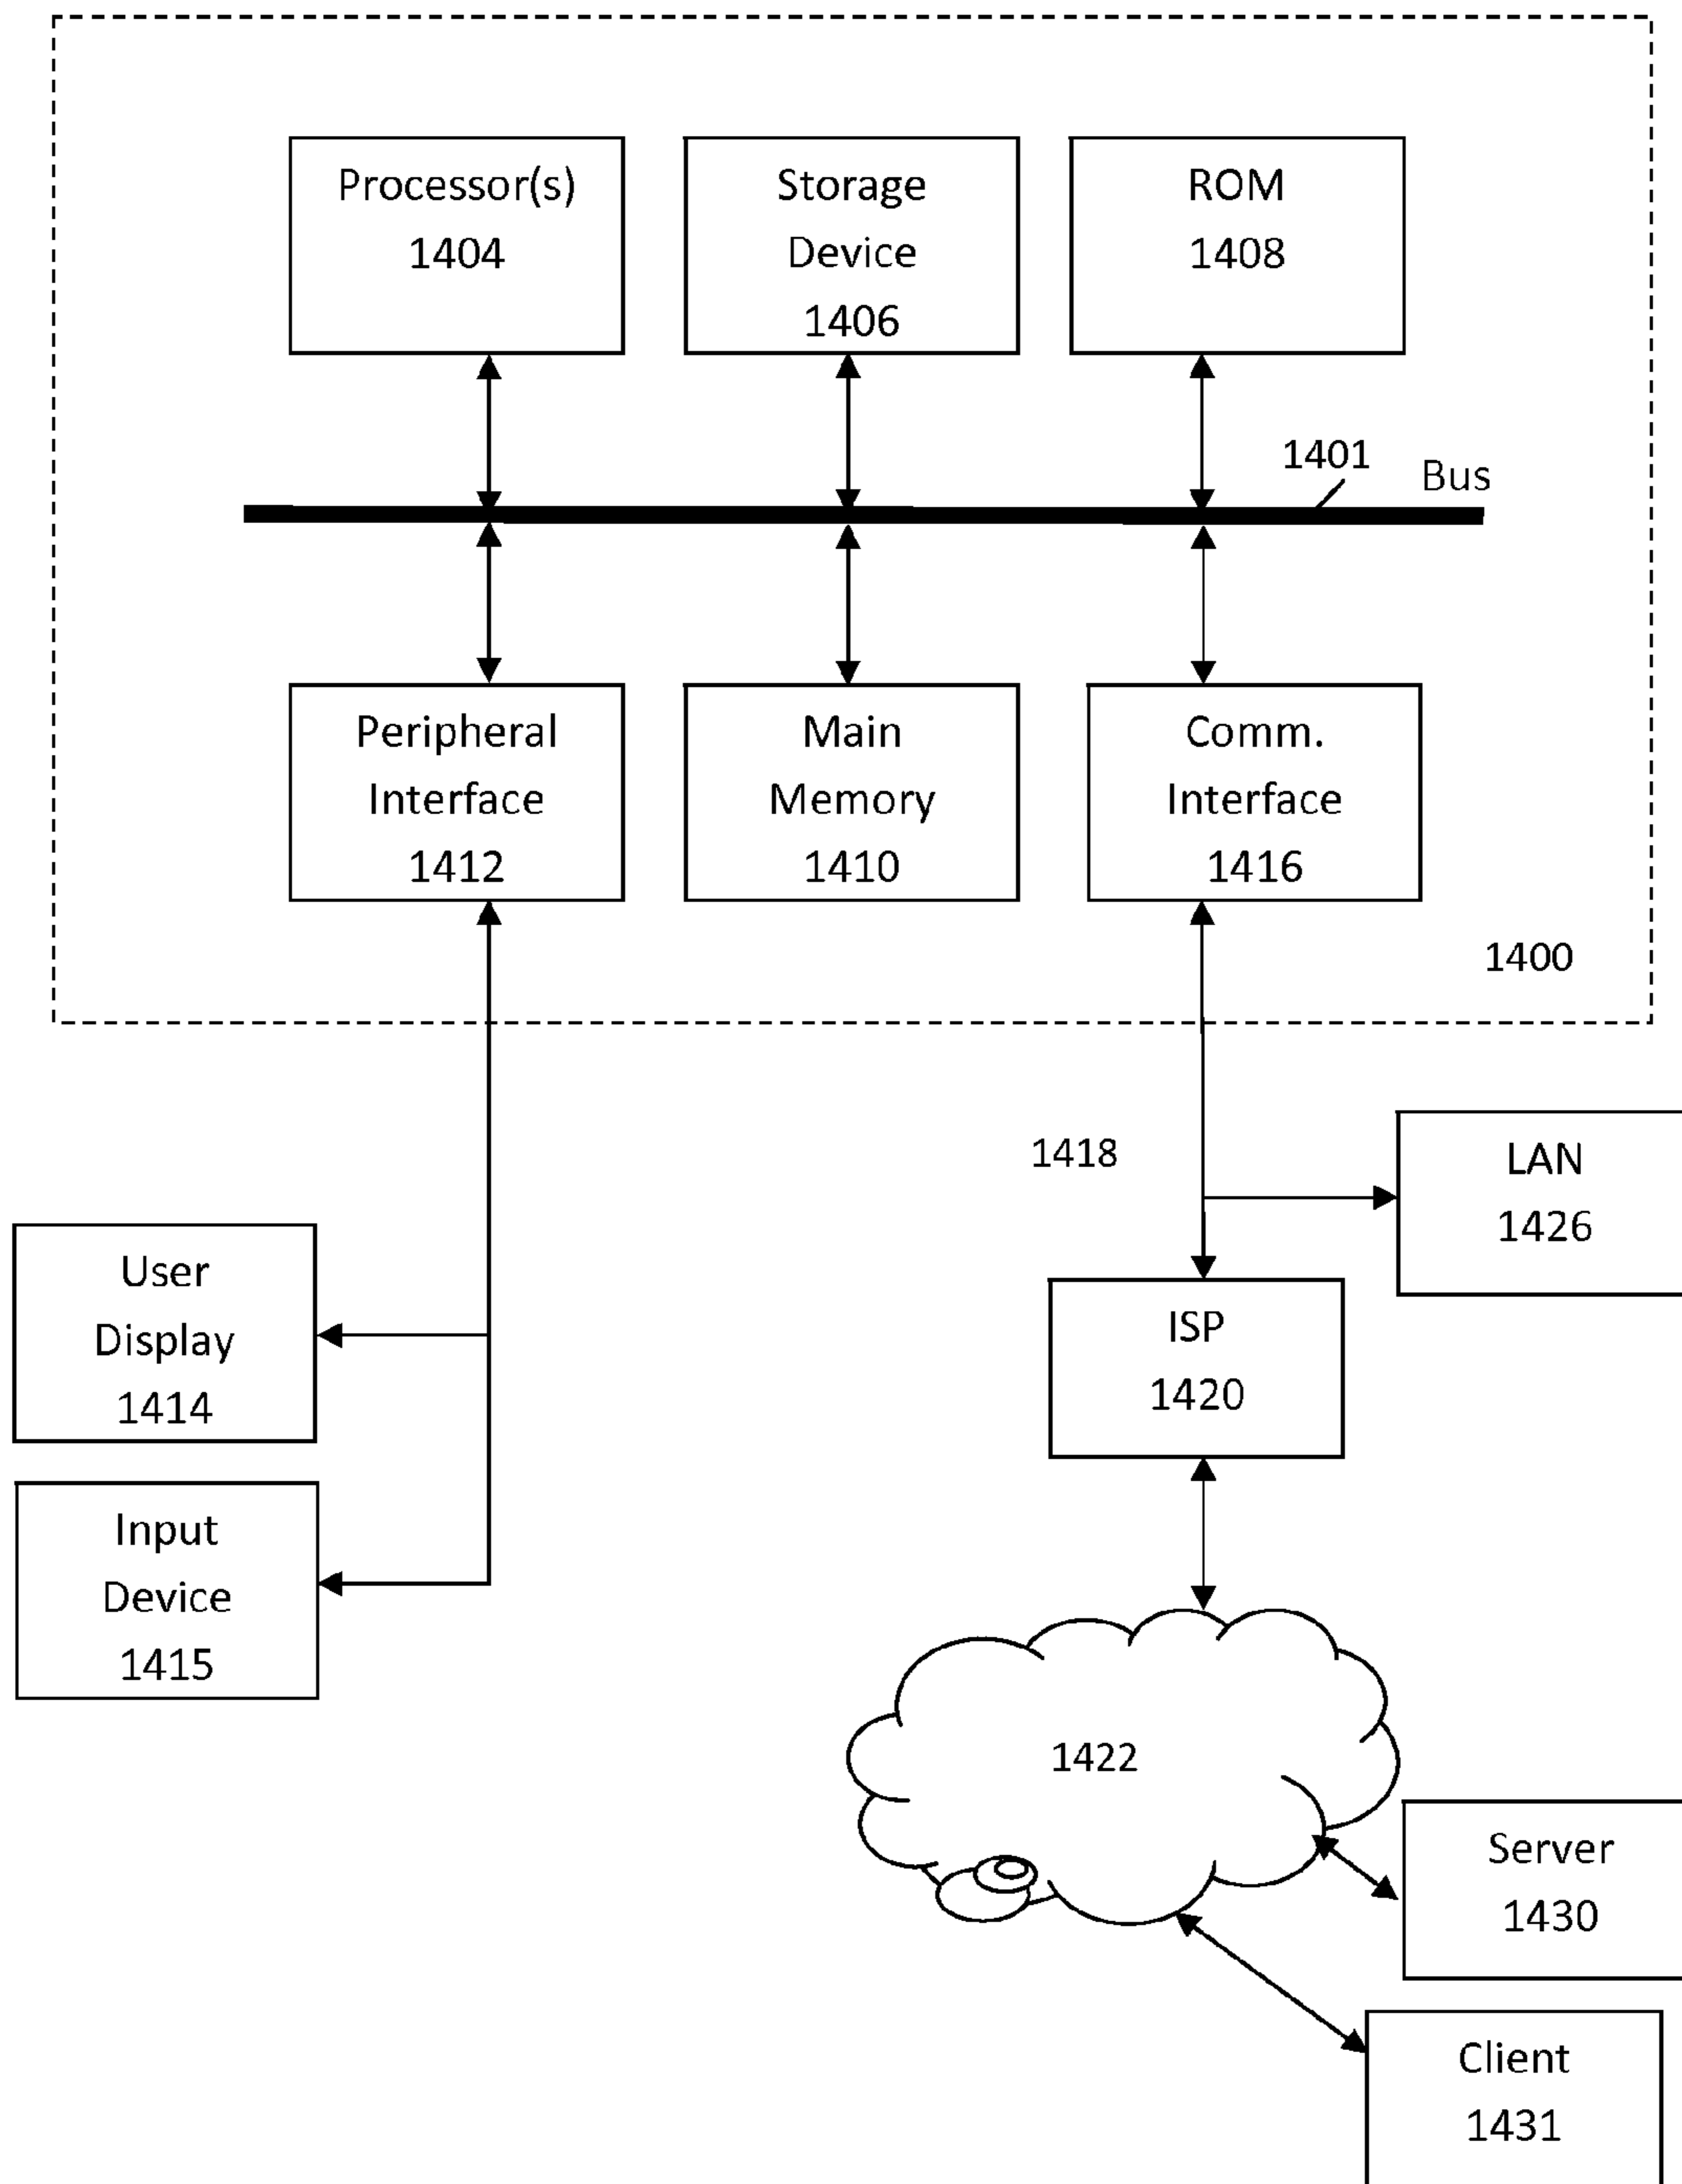 Processor(s)
1404
Storage
Device
1406
ROM
1408
1401
Bus
Peripheral
Interface
1412
Main
Memory
1410
Comm.
Interface
1416
1400
1418
LAN
1426
User
Display
1414
ISP
1420
Input
Device
1415
1422
Server
1430
Client
1431